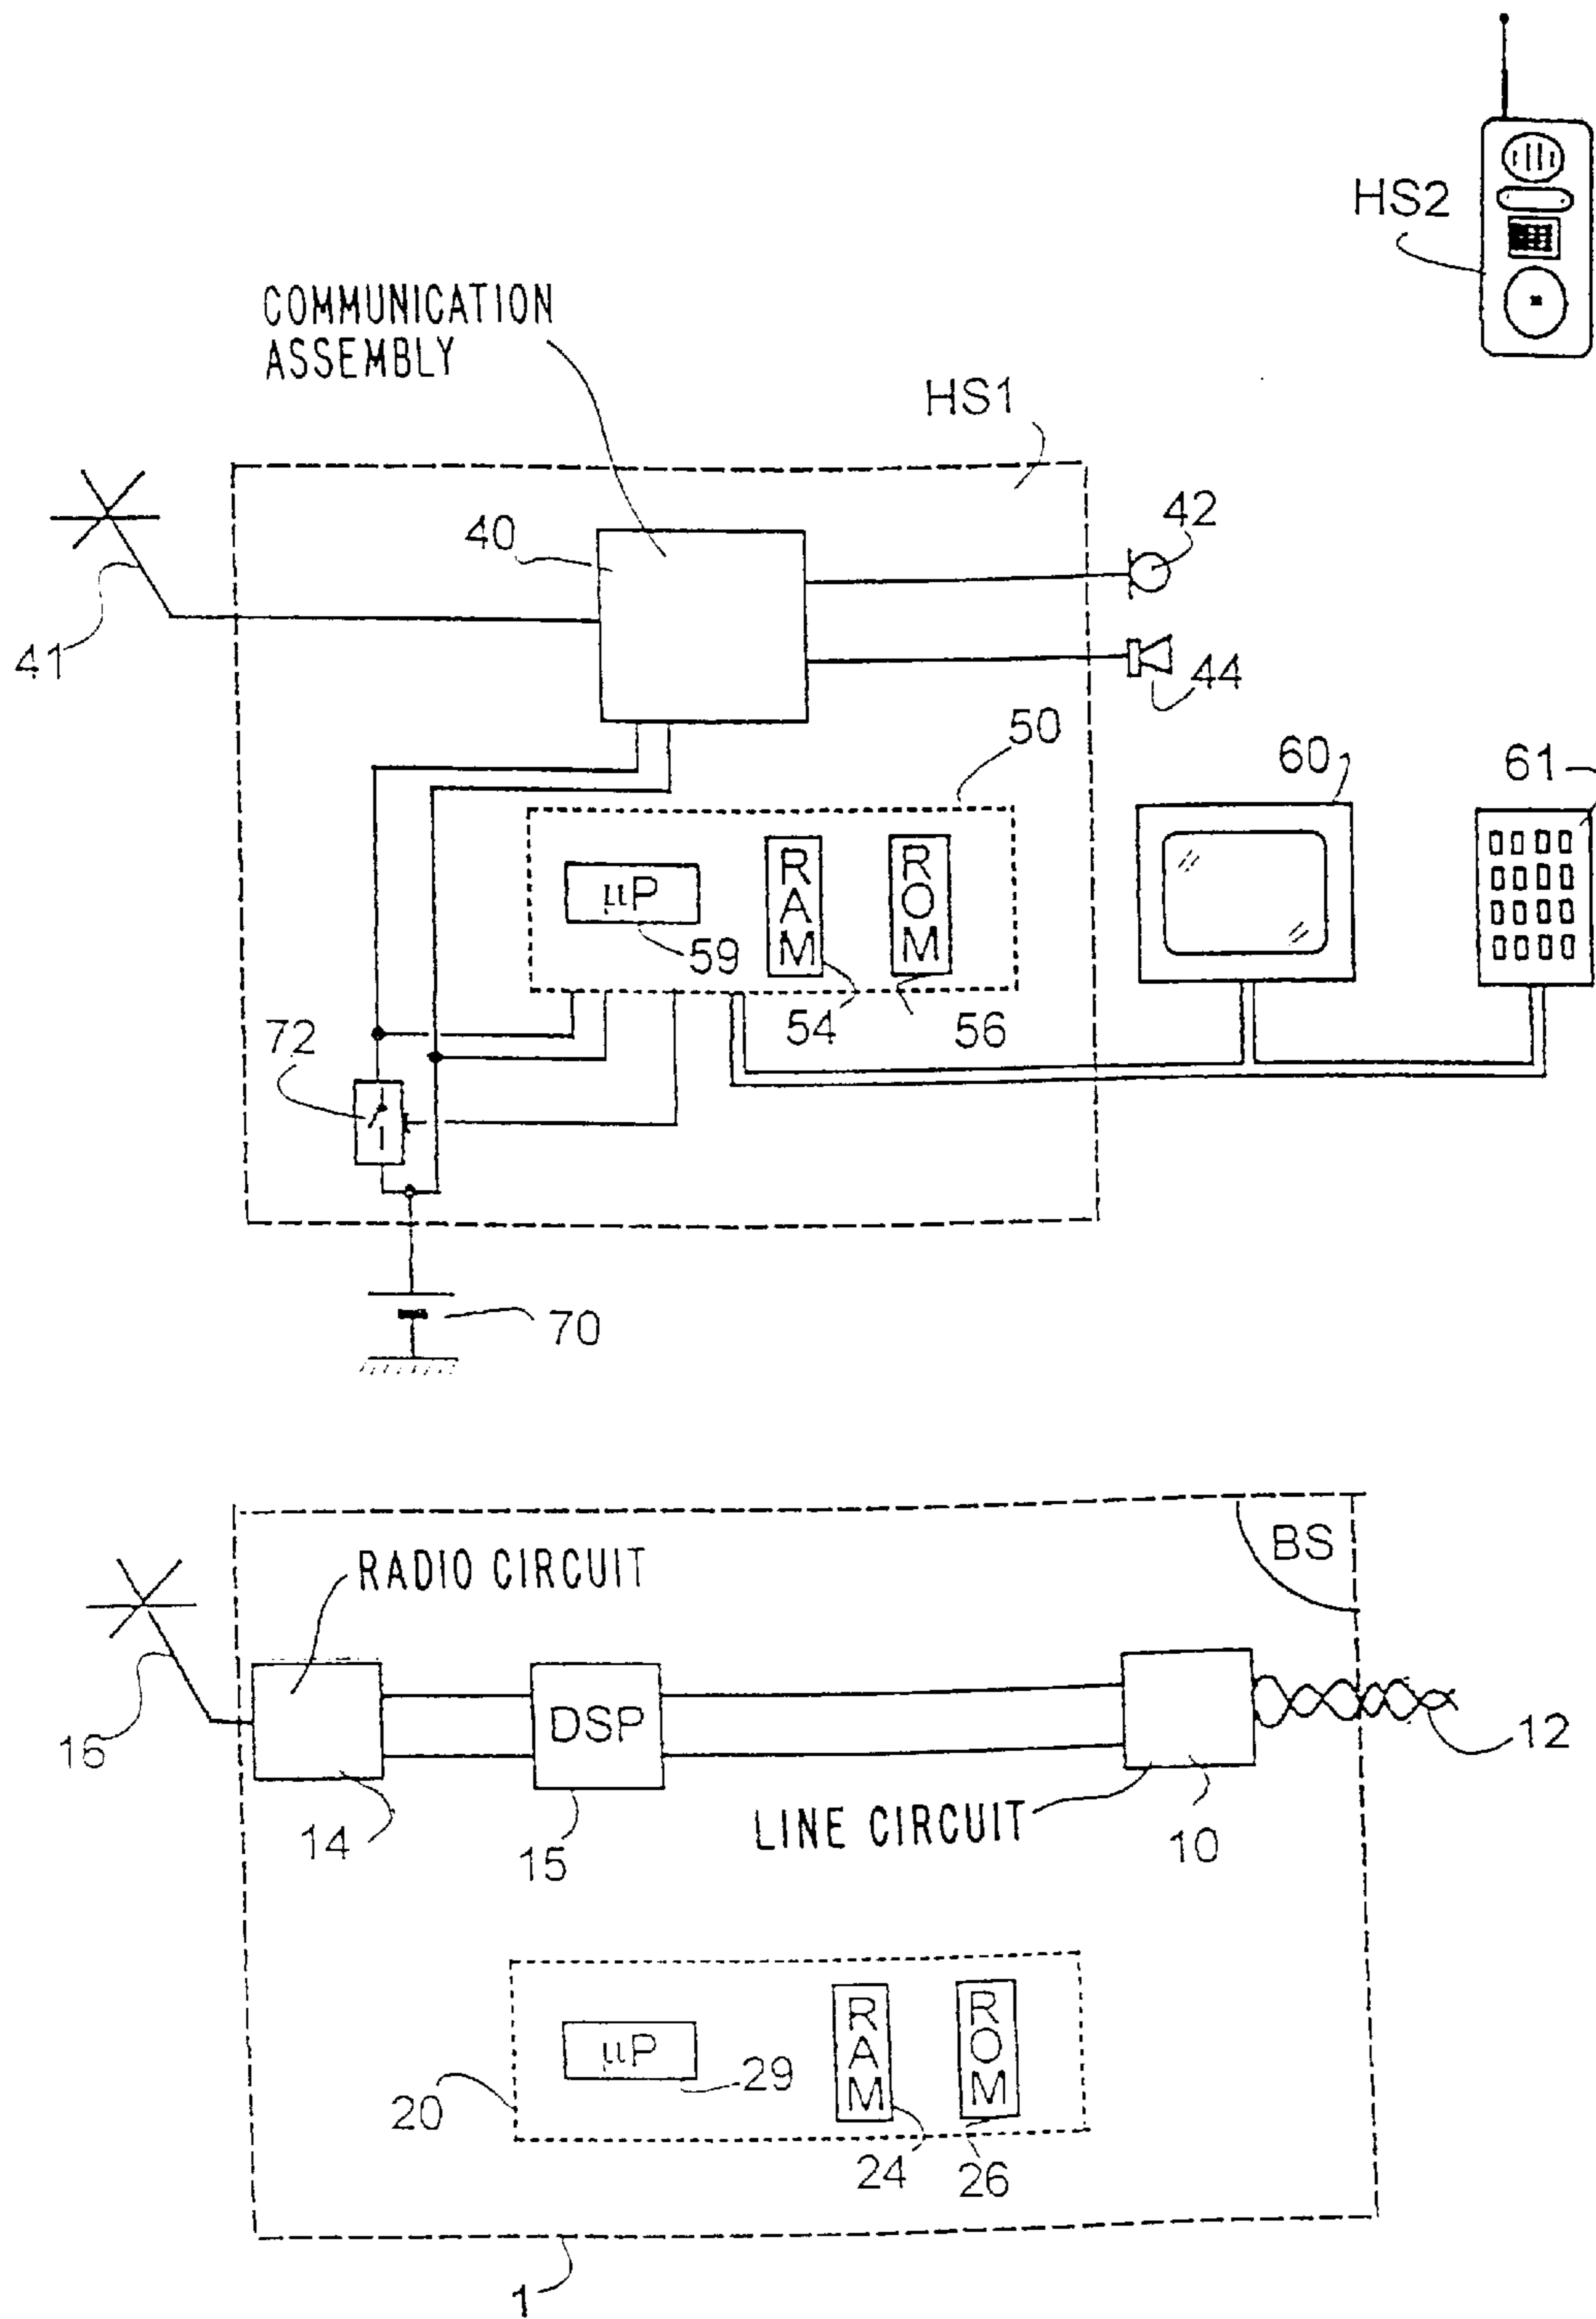 HS2
COMMUNICATION
ASSEMBLY
HS1
40
42
41
44
50
60
61
μP
RAM
ROM
59
54
56
72
70
BS
RADIO CIRCUIT
DSP
16
12
14
15
LINE CIRCUIT
10
μP
RAM
ROM
29
20
24
26
1